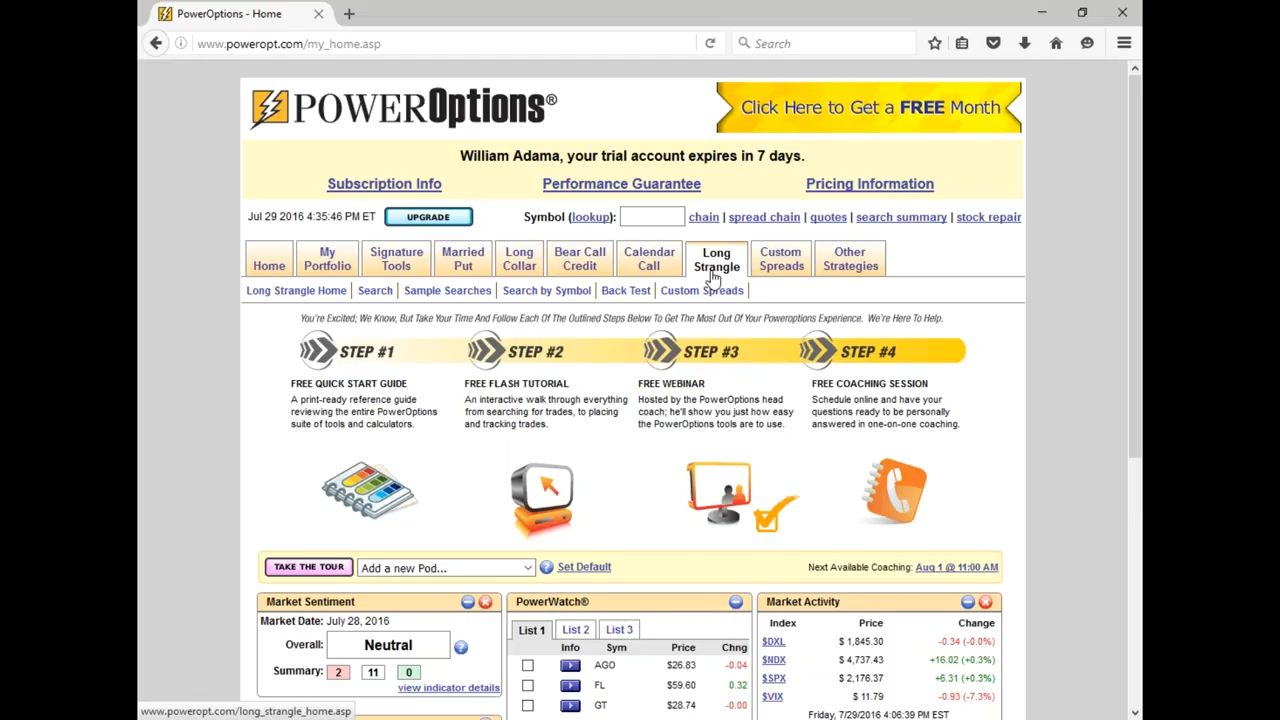 PowerOptions - Home
www.poweropt.com/my_home.asp
Search
POWEROptions®
Click Here to Get a FREE Month
William Adama, your trial account expires in 7 days.
Subscription Info
Performance Guarantee
Pricing Information
Jul 29 2016 4:35:46 PM ET
UPGRADE
Symbol (lookup):
chain | spread chain | quotes | search summary | stock repair
Home
My Portfolio
Signature Tools
Married Put
Long Collar
Bear Call Credit
Calendar Call
Long Strangle
Custom Spreads
Other Strategies
Long Strangle Home | Search | Sample Searches | Search by Symbol | Back Test | Custom Spreads |
You're Excited; We Know, But Take Your Time And Follow Each Of The Outlined Steps Below To Get The Most Out Of Your Poweroptions Experience. We're Here To Help.
STEP #1
STEP #2
STEP #3
STEP #4
FREE QUICK START GUIDE
A print-ready reference guide
reviewing the entire PowerOptions
suite of tools and calculators.
FREE FLASH TUTORIAL
An interactive walk through everything
from searching for trades, to placing
and tracking trades.
FREE WEBINAR
Hosted by the PowerOptions head
coach; he'll show you just how easy
the PowerOptions tools are to use.
FREE COACHING SESSION
Schedule online and have your
questions ready to be personally
answered in one-on-one coaching.
TAKE THE TOUR
Add a new Pod...
Set Default
Next Available Coaching: Aug 1 @ 11:00 AM
Market Sentiment
Market Date: July 28, 2016
Overall: Neutral
Summary: 2 11 0
view indicator details
PowerWatch®
List 1 List 2 List 3
Info Sym Price Chng
AGO $26.83 -0.04
FL $59.60 0.32
GT $28.74 -0.00
Market Activity
Index Price Change
$DXL $ 1,845.30 -0.34 (-0.0%)
$NDX $ 4,737.43 +16.02 (+0.3%)
$SPX $ 2,176.37 +6.31 (+0.3%)
$VIX $ 11.79 -0.93 (-7.3%)
Friday, 7/29/2016 4:06:39 PM EST
www.poweropt.com/long_strangle_home.asp